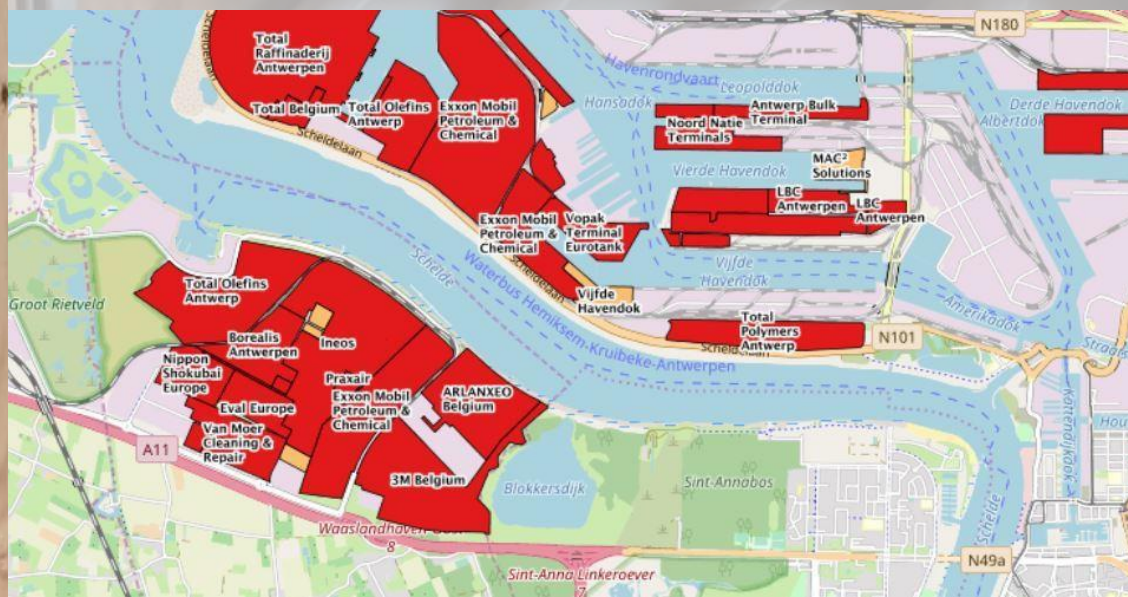 N180
Total
Raffinaderij
Antwerpen
Scheldelaan
Havenrondvaart
Leopolddok
Hansadok
Total Belgium
Total Olefins
Antwerp
Exxon Mobil
Petroleum &
Chemical
Antwerp Bulk
Terminal
Noord Natie
Terminals
Derde Havendok
Albertdok
Scheldelaan
Vierde Havendok
MAC²
Solutions
LBC
Antwerpen
LBC
Antwerpen
Exxon Mobil
Petroleum &
Chemical
Vopak
Terminal
Eurotank
Schelde
Scheldelaan
Vijfde
Havendok
Total Olefins
Antwerp
Groot Rietveld
Waterbus Hemiksem-Kruibeke-Antwerpen
Vijfde
Havendok
Amerikadok
Total
Polymers
Antwerp
N101
Straats
Borealis
Antwerpen
Ineos
Nippon
Shokubai
Europe
Praxair
Exxon Mobil
Petroleum &
Chemical
ARLANXEO
Belgium
Eval Europe
Van Moer
Cleaning &
Repair
A11
3M Belgium
Blokkersdijk
Sint-Annabos
Kattendijkdok
Hou
Schelde
8
N49a
Sint-Anna Linkeroever
7